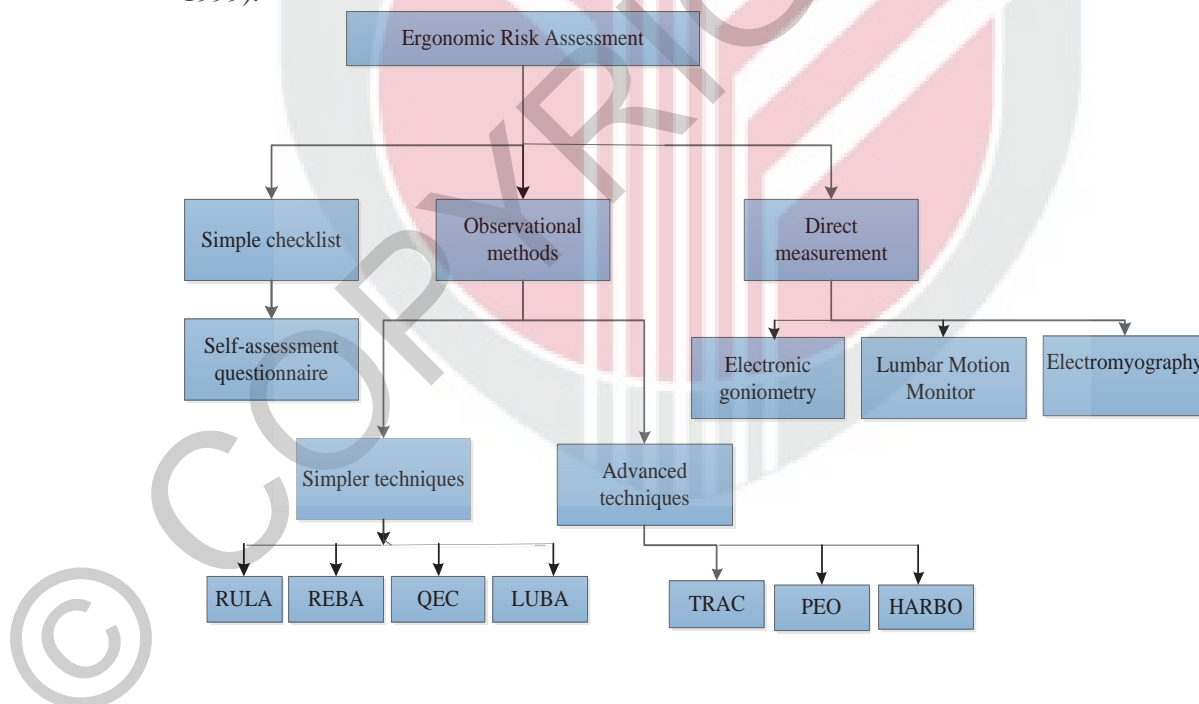 1999).
Ergonomic Risk Assessment
Simple checklist
Observational
methods
Direct
measurement
Self-assessment
questionnaire
Electronic
goniometry
Lumbar Motion
Monitor
Electromyography
Simpler techniques
Advanced
techniques
RULA
REBA
QEC
LUBA
TRAC
PEO
HARBO